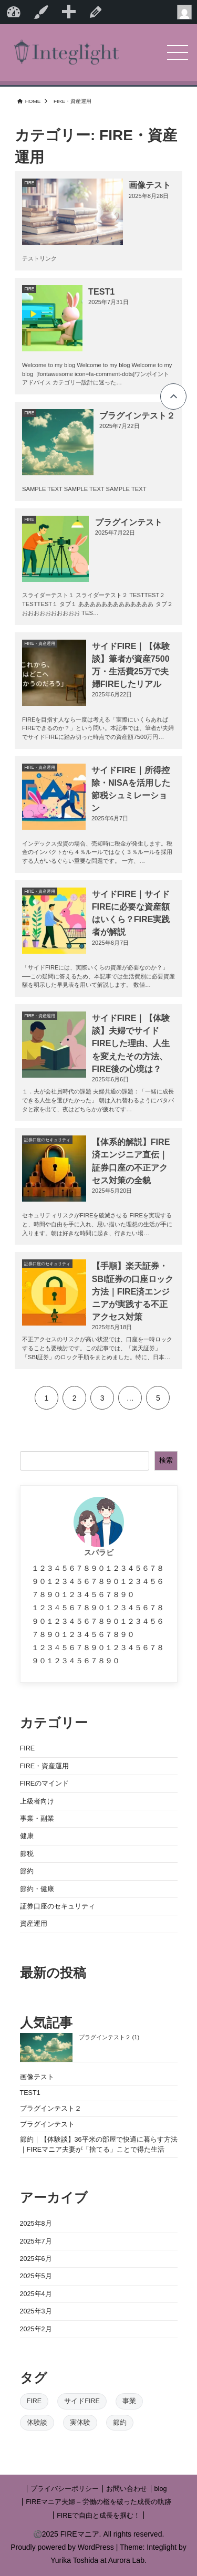 Integlight
HOME > FIRE・資産運用
カテゴリー: FIRE・資産
運用
FIRE
画像テスト
2025年8月28日
テストリンク
FIRE
TEST1
2025年7月31日
Welcome to my blog Welcome to my blog Welcome to my
blog  [fontawesome icon=fa-comment-dots]ワンポイント
アドバイス カテゴリー設計に迷った…
FIRE
プラグインテスト２
2025年7月22日
SAMPLE TEXT SAMPLE TEXT SAMPLE TEXT
FIRE
プラグインテスト
2025年7月22日
スライダーテスト１ スライダーテスト２ TESTTEST２
TESTTEST１ タブ１ ああああああああああああああ タブ２
おおおおおおおおおお TES…
FIRE・資産運用
サイドFIRE｜【体験
談】筆者が資産7500
万・生活費25万で夫
婦FIREしたリアル
2025年6月22日
FIREを目指す人なら一度は考える「実際にいくらあれば
FIREできるのか？」という問い。本記事では、筆者が夫婦
でサイドFIREに踏み切った時点での資産額7500万円…
FIRE・資産運用
サイドFIRE｜所得控
除・NISAを活用した
節税シュミレーショ
ン
2025年6月7日
インデックス投資の場合、売却時に税金が発生します。税
金のインパクトから４％ルールではなく３％ルールを採用
する人がいるぐらい重要な問題です。 一方、…
FIRE・資産運用
サイドFIRE｜サイド
FIREに必要な資産額
はいくら？FIRE実践
者が解説
2025年6月7日
「サイドFIREには、実際いくらの資産が必要なのか？」
──この疑問に答えるため、本記事では生活費別に必要資産
額を明示した早見表を用いて解説します。 数値…
FIRE・資産運用
サイドFIRE｜【体験
談】夫婦でサイド
FIREした理由、人生
を変えたその方法、
FIRE後の心境は？
2025年6月6日
１．夫が会社員時代の課題 夫婦共通の課題：「一緒に成長
できる人生を選びたかった」 朝は入れ替わるようにバタバ
タと家を出て、夜はどちらかが疲れてす…
証券口座のセキュリティ
【体系的解説】FIRE
済エンジニア直伝｜
証券口座の不正アク
セス対策の全貌
2025年5月20日
セキュリティリスクがFIREを破滅させる FIREを実現する
と、時間や自由を手に入れ、思い描いた理想の生活が手に
入ります。朝は好きな時間に起き、行きたい場…
証券口座のセキュリティ
【手順】楽天証券・
SBI証券の口座ロック
方法｜FIRE済エンジ
ニアが実践する不正
アクセス対策
2025年5月18日
不正アクセスのリスクが高い状況では、口座を一時ロック
することも要検討です。この記事では、「楽天証券」
「SBI証券」のロック手順をまとめました。特に、日本…
1 2 3 … 5
検索
スパラピ
１２３４５６７８９０１２３４５６７８
９０１２３４５６７８９０１２３４５６
７８９０１２３４５６７８９０
１２３４５６７８９０１２３４５６７８
９０１２３４５６７８９０１２３４５６
７８９０１２３４５６７８９０
１２３４５６７８９０１２３４５６７８
９０１２３４５６７８９０
カテゴリー
FIRE
FIRE・資産運用
FIREのマインド
上級者向け
事業・副業
健康
節税
節約
節約・健康
証券口座のセキュリティ
資産運用
最新の投稿
人気記事
プラグインテスト２ (1)
画像テスト
TEST1
プラグインテスト２
プラグインテスト
節約｜【体験談】36平米の部屋で快適に暮らす方法
｜FIREマニア夫妻が「捨てる」ことで得た生活
アーカイブ
2025年8月
2025年7月
2025年6月
2025年5月
2025年4月
2025年3月
2025年2月
タグ
FIRE サイドFIRE 事業
体験談 実体験 節約
| プライバシーポリシー | お問い合わせ | blog
| FIREマニア夫婦 – 労働の檻を破った成長の軌跡
| FIREで自由と成長を掴む！ |
©2025 FIREマニア. All rights reserved.
Proudly powered by WordPress | Theme: Integlight by
Yurika Toshida at Aurora Lab.